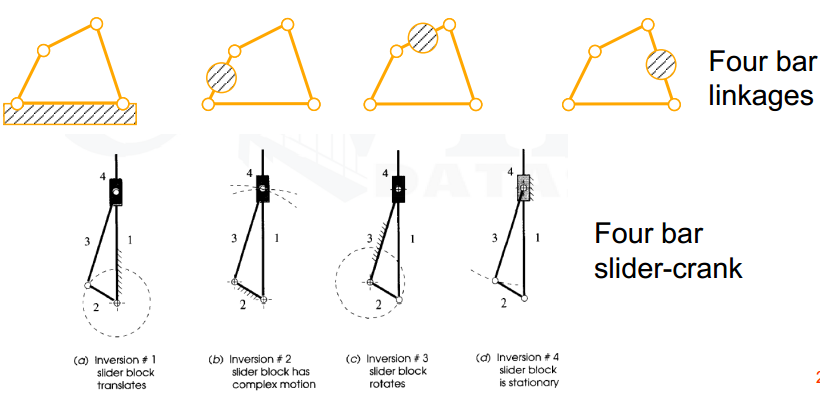 Four bar
linkages
4
3
1
2
4
3
1
2
4
3
1
2
4
3
1
2
DATA
Four bar
slider-crank
(a) Inversion # 1
slider block
translates
(b) Inversion # 2
slider block has
complex motion
(c) Inversion # 3
slider block
rotates
(d) Inversion # 4
slider block
is stationary
2